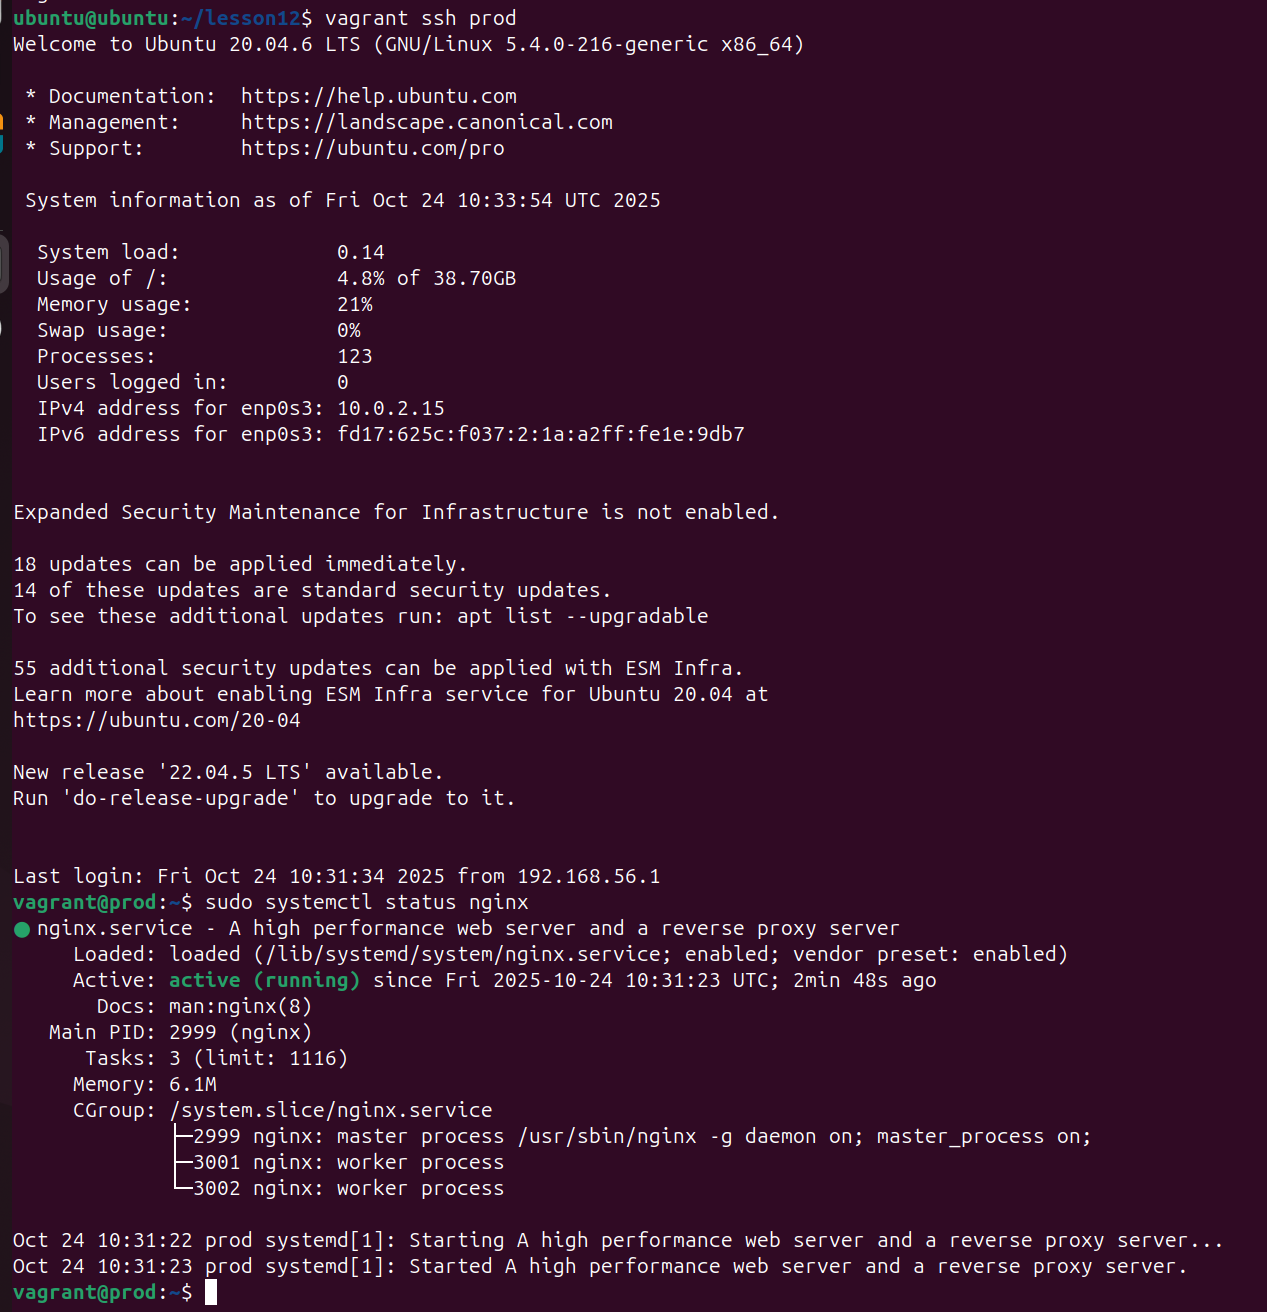 ubuntu@ubuntu:~/lesson12$ vagrant ssh prod
Welcome to Ubuntu 20.04.6 LTS (GNU/Linux 5.4.0-216-generic x86_64)
* Documentation:  https://help.ubuntu.com
* Management:     https://landscape.canonical.com
* Support:        https://ubuntu.com/pro
System information as of Fri Oct 24 10:33:54 UTC 2025
System load:             0.14
Usage of /:              4.8% of 38.70GB
Memory usage:            21%
Swap usage:              0%
Processes:               123
Users logged in:         0
IPv4 address for enp0s3: 10.0.2.15
IPv6 address for enp0s3: fd17:625c:f037:2:1a:a2ff:fe1e:9db7
Expanded Security Maintenance for Infrastructure is not enabled.
18 updates can be applied immediately.
14 of these updates are standard security updates.
To see these additional updates run: apt list --upgradable
55 additional security updates can be applied with ESM Infra.
Learn more about enabling ESM Infra service for Ubuntu 20.04 at
https://ubuntu.com/20-04
New release '22.04.5 LTS' available.
Run 'do-release-upgrade' to upgrade to it.
Last login: Fri Oct 24 10:31:34 2025 from 192.168.56.1
vagrant@prod:~$ sudo systemctl status nginx
● nginx.service - A high performance web server and a reverse proxy server
Loaded: loaded (/lib/systemd/system/nginx.service; enabled; vendor preset: enabled)
Active: active (running) since Fri 2025-10-24 10:31:23 UTC; 2min 48s ago
Docs: man:nginx(8)
Main PID: 2999 (nginx)
Tasks: 3 (limit: 1116)
Memory: 6.1M
CGroup: /system.slice/nginx.service
├─2999 nginx: master process /usr/sbin/nginx -g daemon on; master_process on;
├─3001 nginx: worker process
└─3002 nginx: worker process
Oct 24 10:31:22 prod systemd[1]: Starting A high performance web server and a reverse proxy server...
Oct 24 10:31:23 prod systemd[1]: Started A high performance web server and a reverse proxy server.
vagrant@prod:~$